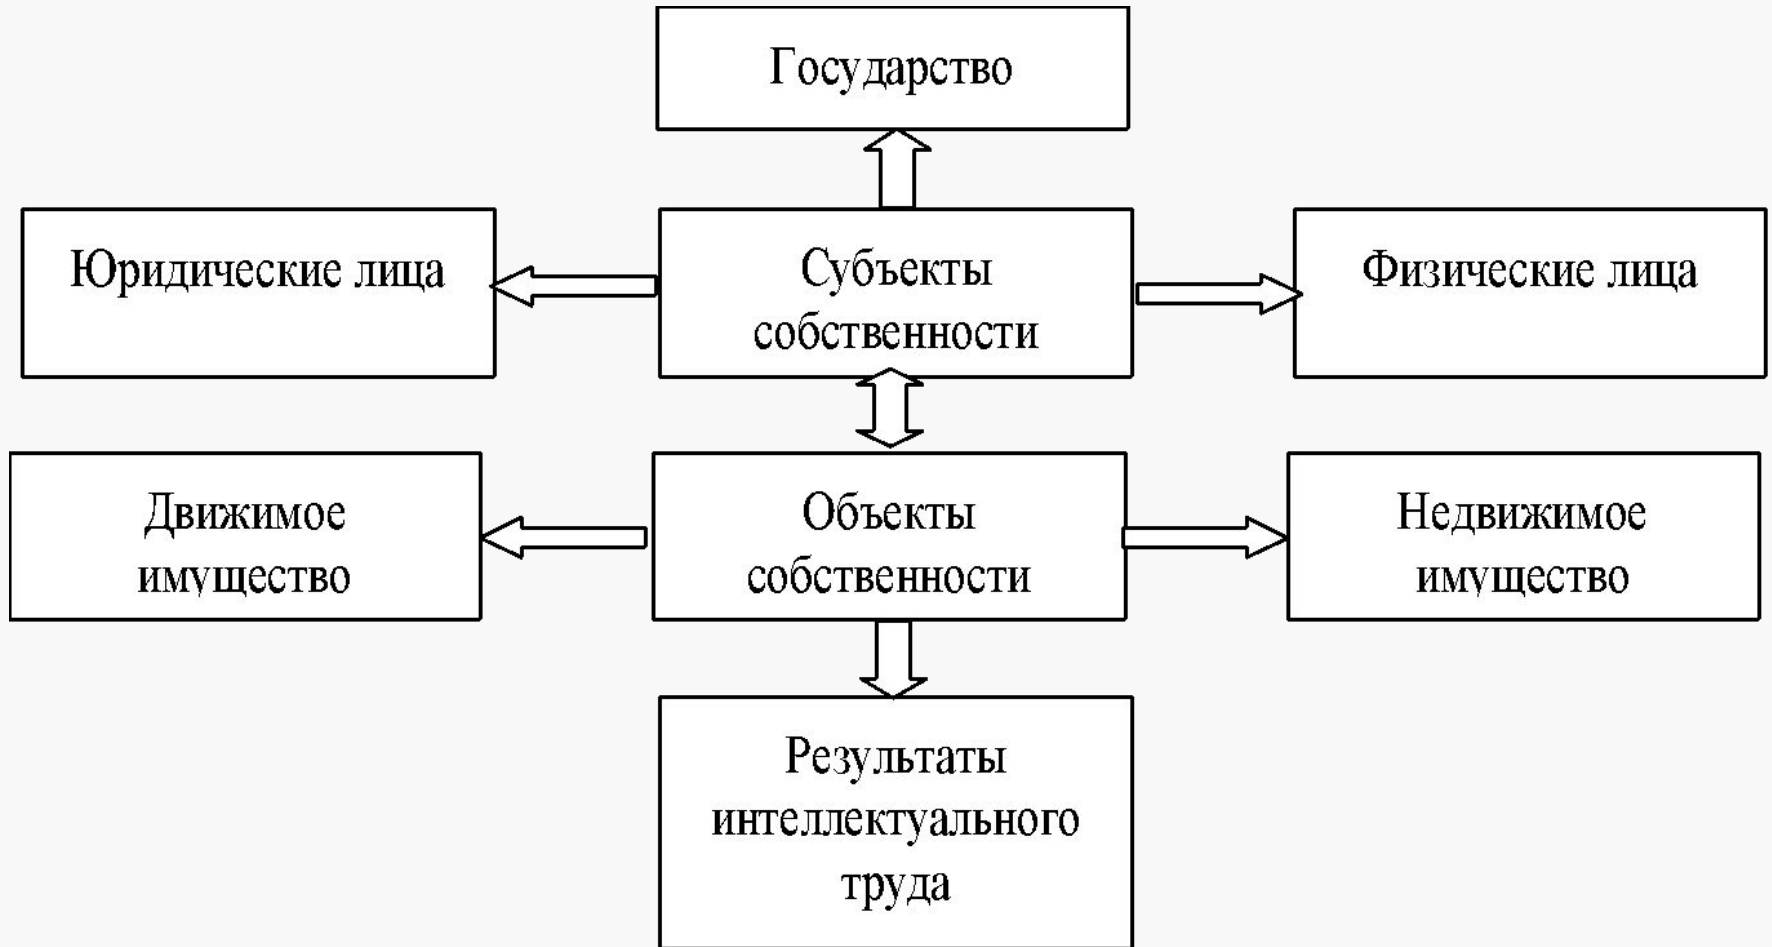 Государство
Юридические лица
Субъекты
собственности
Физические лица
Движимое
имущество
Объекты
собственности
Недвижимое
имущество
Результаты
интеллектуального
труда